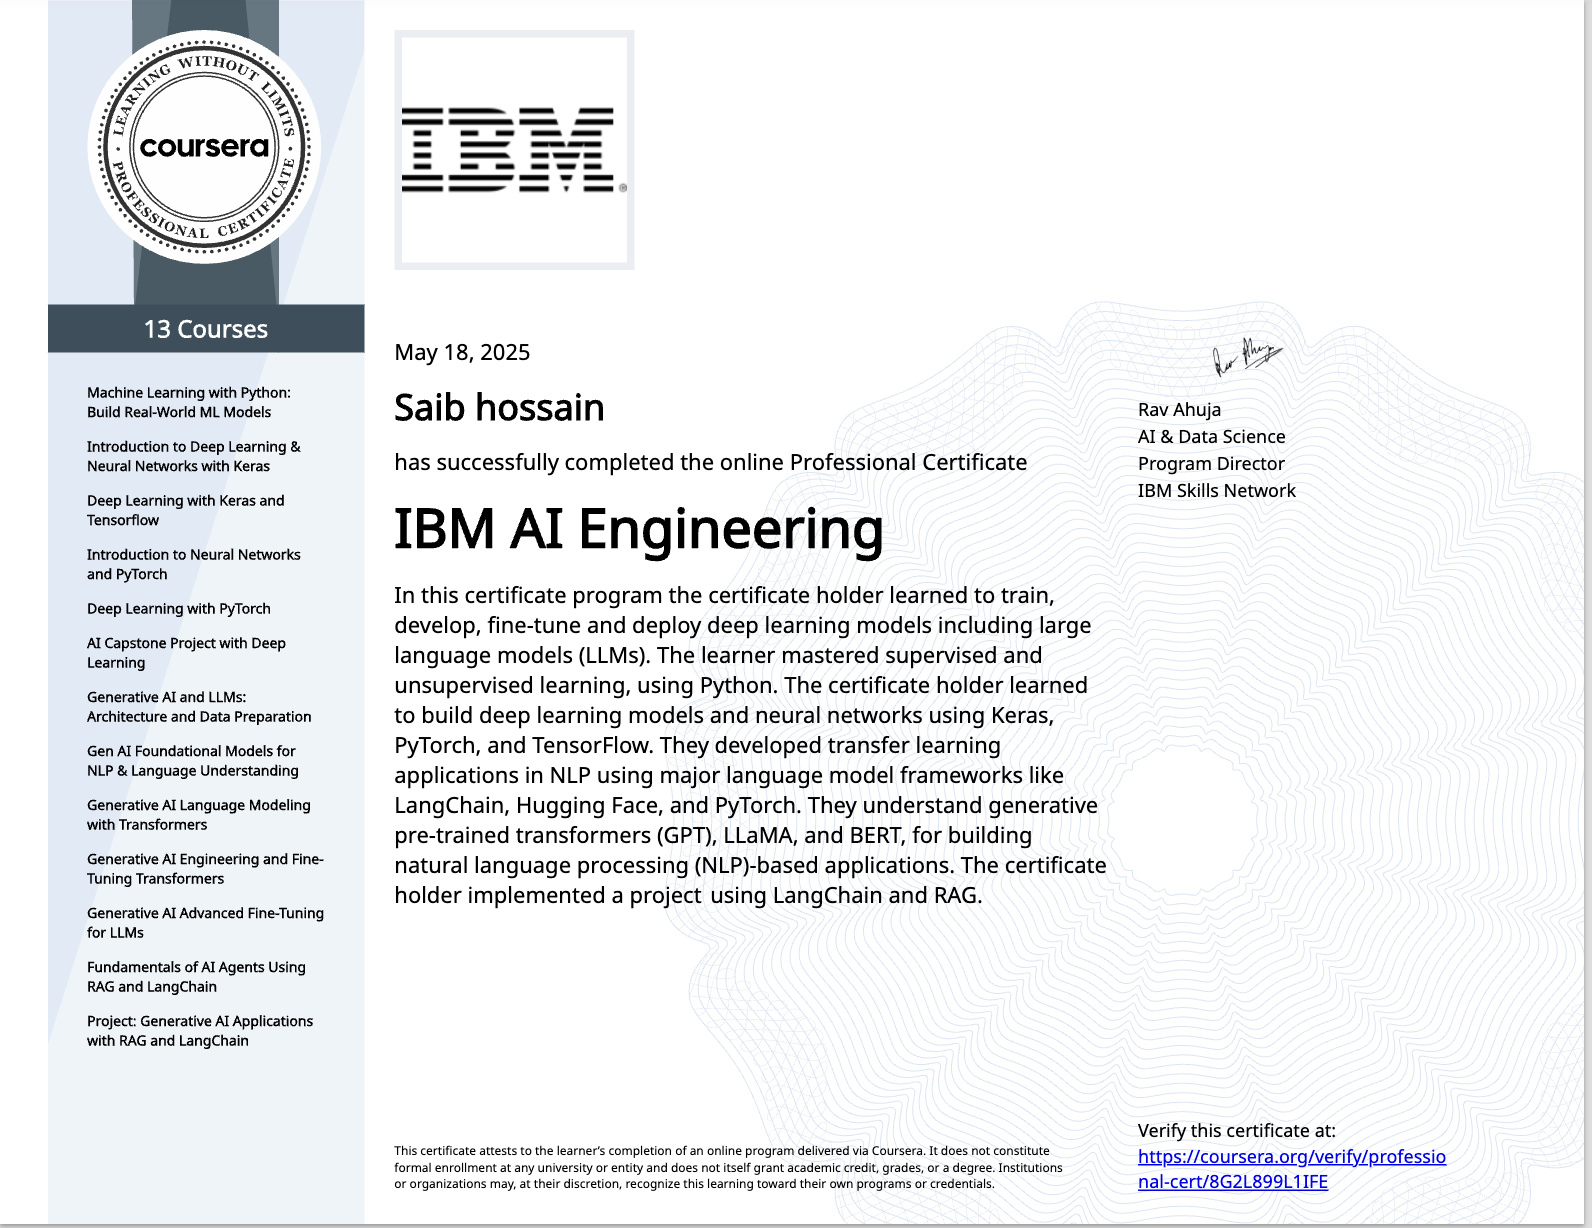 LEARNING WITHOUT LIMITS
coursera
PROFESSIONAL CERTIFICATE
IBM®
13 Courses
Machine Learning with Python:
Build Real-World ML Models
Introduction to Deep Learning &
Neural Networks with Keras
Deep Learning with Keras and
Tensorflow
Introduction to Neural Networks
and PyTorch
Deep Learning with PyTorch
AI Capstone Project with Deep
Learning
Generative AI and LLMs:
Architecture and Data Preparation
Gen AI Foundational Models for
NLP & Language Understanding
Generative AI Language Modeling
with Transformers
Generative AI Engineering and Fine-
Tuning Transformers
Generative AI Advanced Fine-Tuning
for LLMs
Fundamentals of AI Agents Using
RAG and LangChain
Project: Generative AI Applications
with RAG and LangChain
May 18, 2025
Saib hossain
has successfully completed the online Professional Certificate
IBM AI Engineering
In this certificate program the certificate holder learned to train,
develop, fine-tune and deploy deep learning models including large
language models (LLMs). The learner mastered supervised and
unsupervised learning, using Python. The certificate holder learned
to build deep learning models and neural networks using Keras,
PyTorch, and TensorFlow. They developed transfer learning
applications in NLP using major language model frameworks like
LangChain, Hugging Face, and PyTorch. They understand generative
pre-trained transformers (GPT), LLaMA, and BERT, for building
natural language processing (NLP)-based applications. The certificate
holder implemented a project using LangChain and RAG.
Rav Ahuja
Rav Ahuja
AI & Data Science
Program Director
IBM Skills Network
This certificate attests to the learner’s completion of an online program delivered via Coursera. It does not constitute
formal enrollment at any university or entity and does not itself grant academic credit, grades, or a degree. Institutions
or organizations may, at their discretion, recognize this learning toward their own programs or credentials.
Verify this certificate at:
https://coursera.org/verify/professio
nal-cert/8G2L899L1IFE